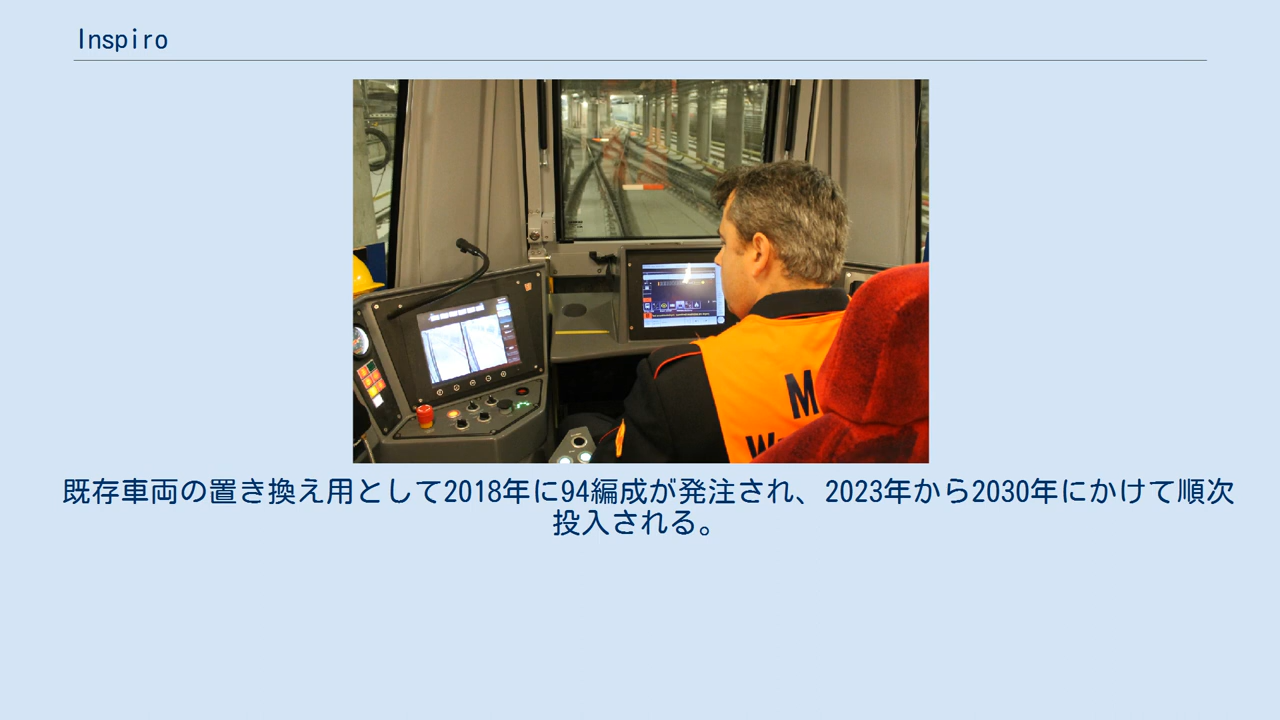 Inspiro
M
W
既存車両の置き換え用として2018年に94編成が発注され、2023年から2030年にかけて順次
投入される。